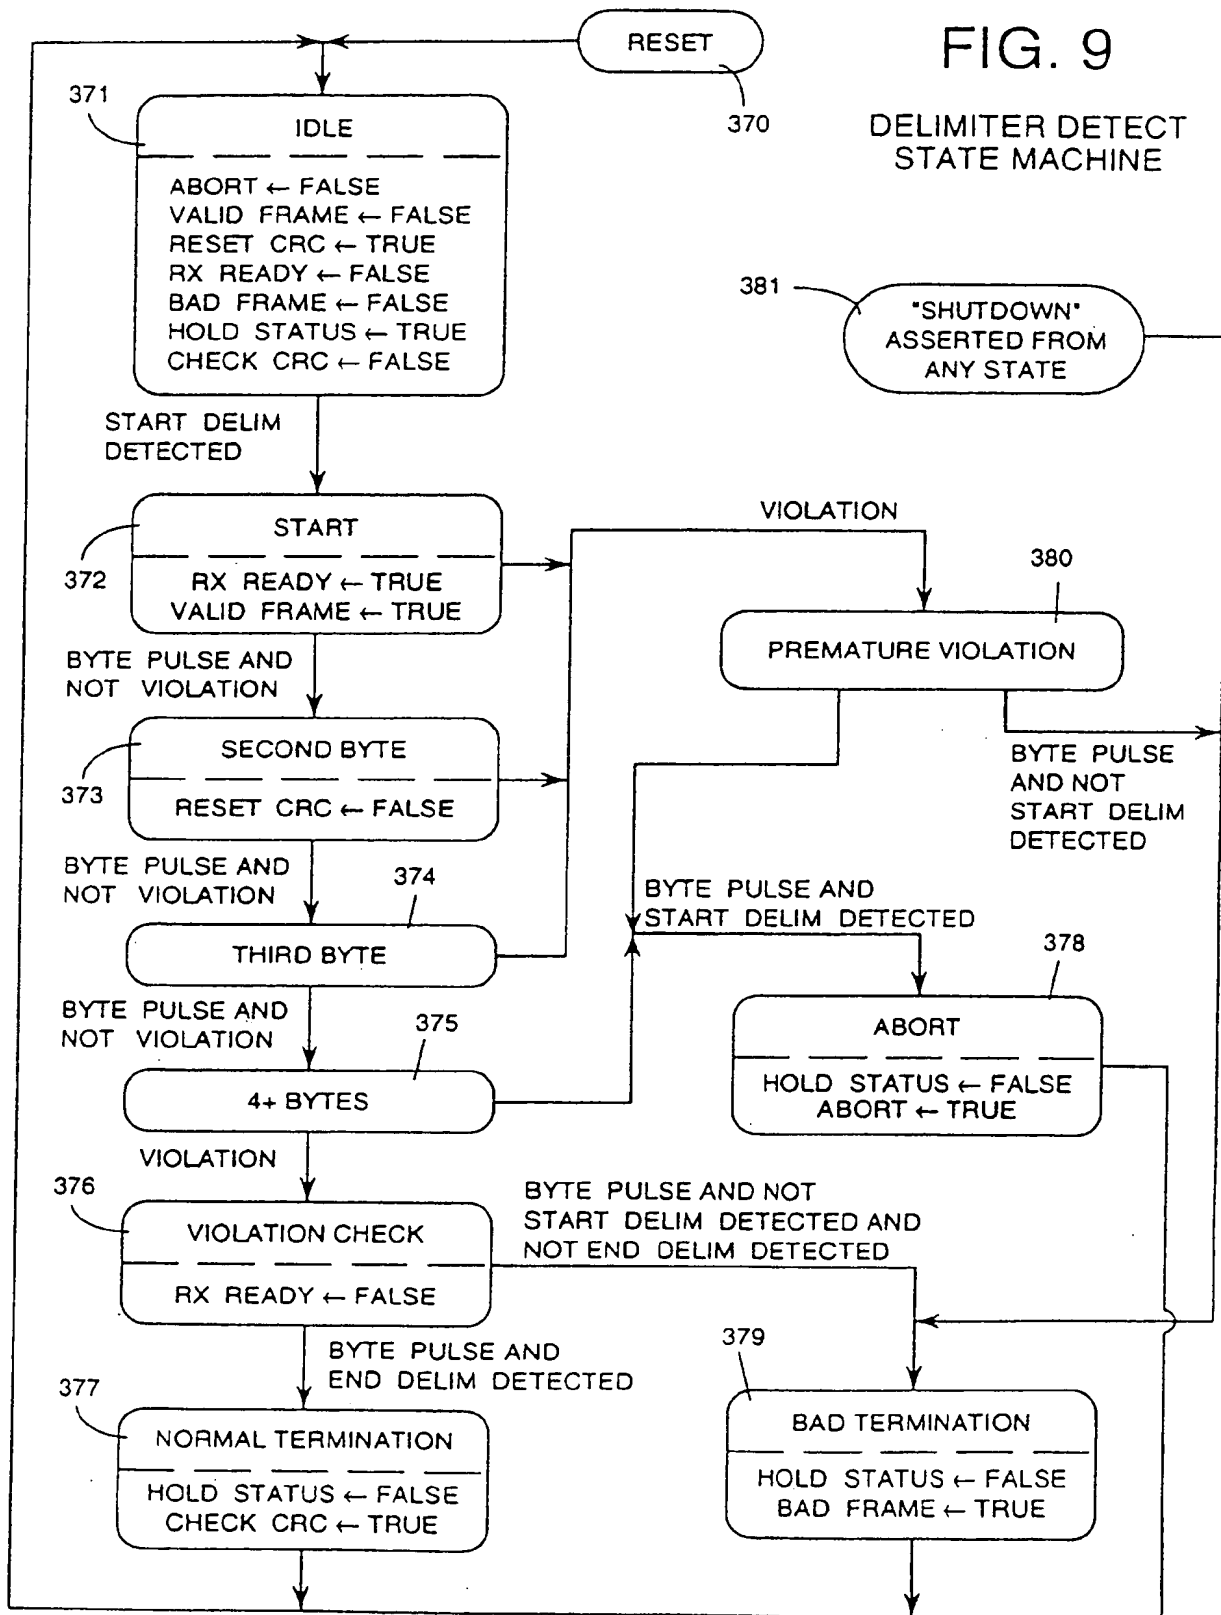 RESET
370
FIG. 9
DELIMITER DETECT
STATE MACHINE
371
IDLE
ABORT ← FALSE
VALID FRAME ← FALSE
RESET CRC ← TRUE
RX READY ← FALSE
BAD FRAME ← FALSE
HOLD STATUS ← TRUE
CHECK CRC ← FALSE
381
"SHUTDOWN"
ASSERTED FROM
ANY STATE
START DELIM
DETECTED
372
START
RX READY ← TRUE
VALID FRAME ← TRUE
VIOLATION
380
PREMATURE VIOLATION
BYTE PULSE AND
NOT VIOLATION
373
SECOND BYTE
RESET CRC ← FALSE
BYTE PULSE
AND NOT
START DELIM
DETECTED
BYTE PULSE AND
NOT VIOLATION
374
THIRD BYTE
BYTE PULSE AND
START DELIM DETECTED
378
ABORT
HOLD STATUS ← FALSE
ABORT ← TRUE
BYTE PULSE AND
NOT VIOLATION
375
4+ BYTES
VIOLATION
376
VIOLATION CHECK
RX READY ← FALSE
BYTE PULSE AND NOT
START DELIM DETECTED AND
NOT END DELIM DETECTED
BYTE PULSE AND
END DELIM DETECTED
377
NORMAL TERMINATION
HOLD STATUS ← FALSE
CHECK CRC ← TRUE
379
BAD TERMINATION
HOLD STATUS ← FALSE
BAD FRAME ← TRUE